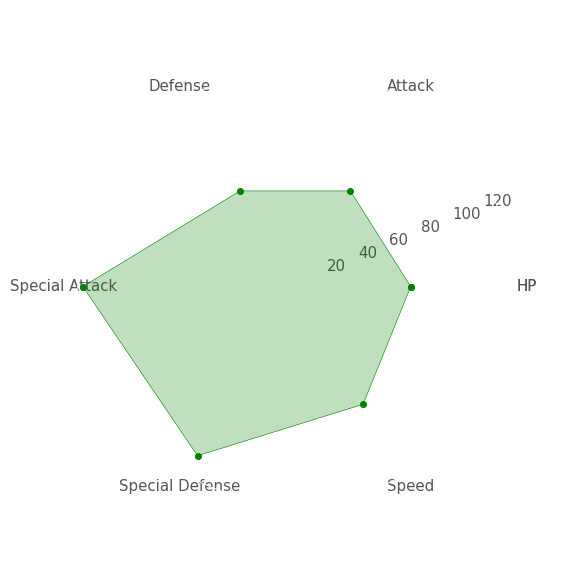 Defense
Attack
120
100
80
60
40
20
Special Attack
HP
Special Defense
Speed